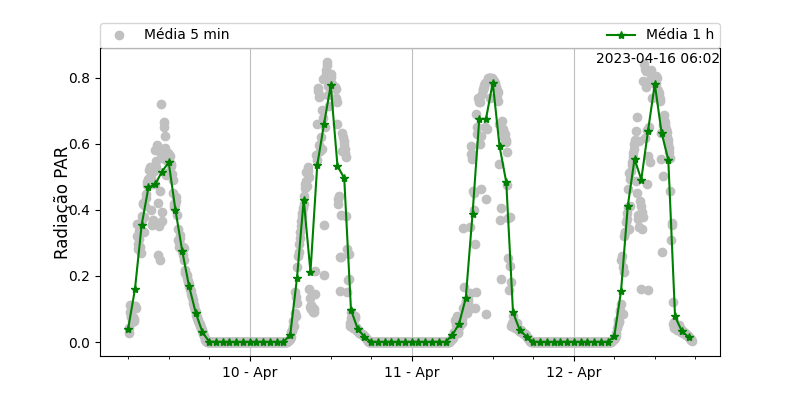 Média 5 min
Média 1 h
2023-04-16 06:02
Radiação PAR
0.8
0.6
0.4
0.2
0.0
10 - Apr
11 - Apr
12 - Apr